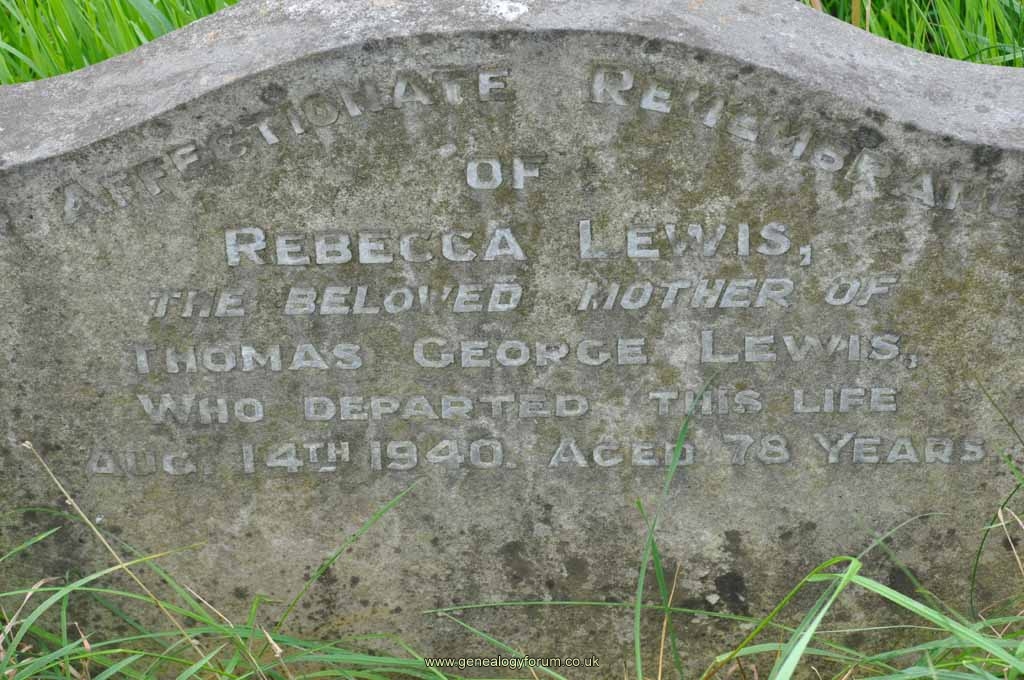 AFFECTIONATE REMEMBRANC
OF
REBECCA LEWIS,
THE BELOVED MOTHER OF
THOMAS GEORGE LEWIS,
WHO DEPARTED THIS LIFE
AUG. 14TH 1940. AGED 78 YEARS
www.genealogyforum.co.uk